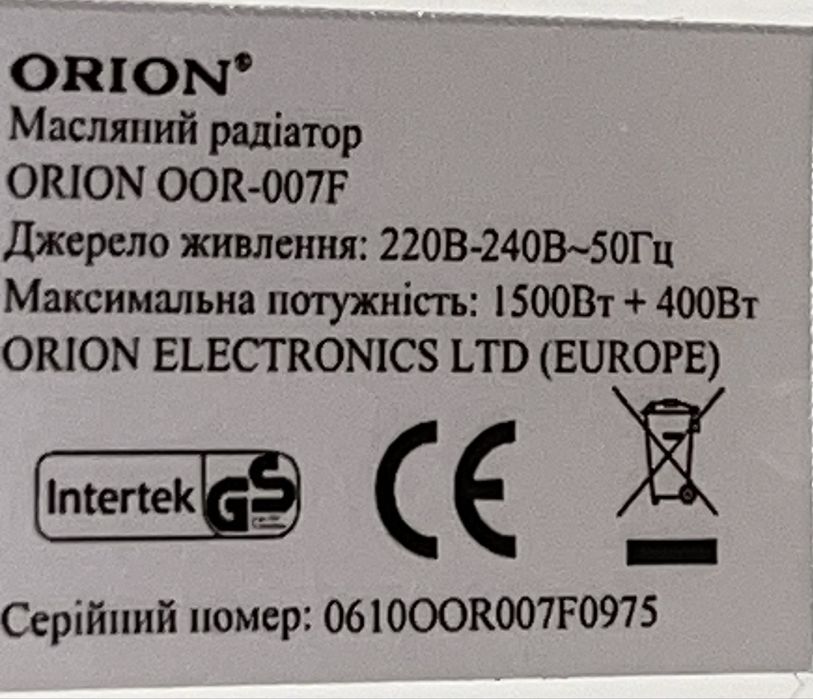 ORION®
Масляний радіатор
ORION OOR-007F
Джерело живлення: 220В-240В~50Гц
Максимальна потужність: 1500Вт + 400Вт
ORION ELECTRONICS LTD (EUROPE)
Intertek GS CE
Серійний номер: 0610OOR007F0975